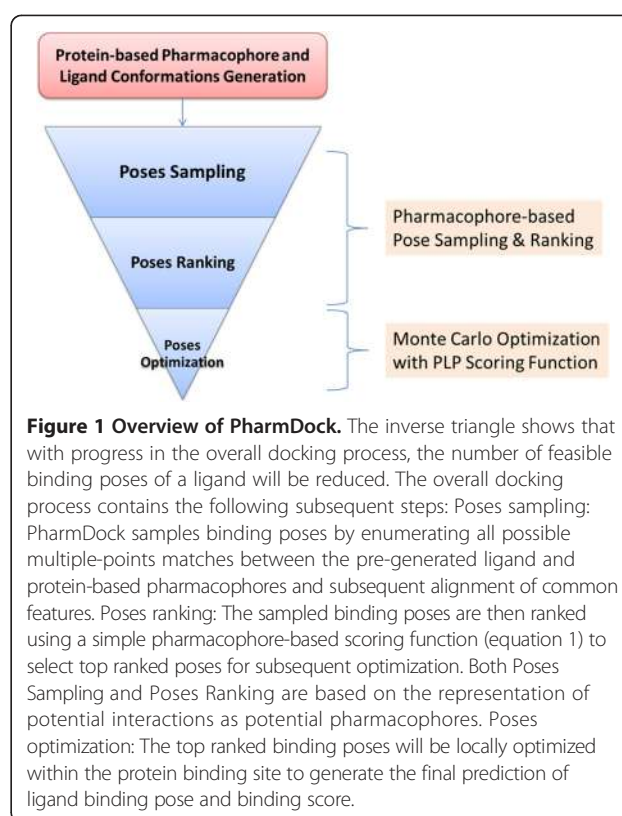 Protein-based Pharmacophore and
Ligand Conformations Generation
Poses Sampling
Poses Ranking
Poses
Optimization
Pharmacophore-based
Pose Sampling & Ranking
Monte Carlo Optimization
with PLP Scoring Function
Figure 1 Overview of PharmDock. The inverse triangle shows that
with progress in the overall docking process, the number of feasible
binding poses of a ligand will be reduced. The overall docking
process contains the following subsequent steps: Poses sampling:
PharmDock samples binding poses by enumerating all possible
multiple-points matches between the pre-generated ligand and
protein-based pharmacophores and subsequent alignment of common
features. Poses ranking: The sampled binding poses are then ranked
using a simple pharmacophore-based scoring function (equation 1) to
select top ranked poses for subsequent optimization. Both Poses
Sampling and Poses Ranking are based on the representation of
potential interactions as potential pharmacophores. Poses
optimization: The top ranked binding poses will be locally optimized
within the protein binding site to generate the final prediction of
ligand binding pose and binding score.